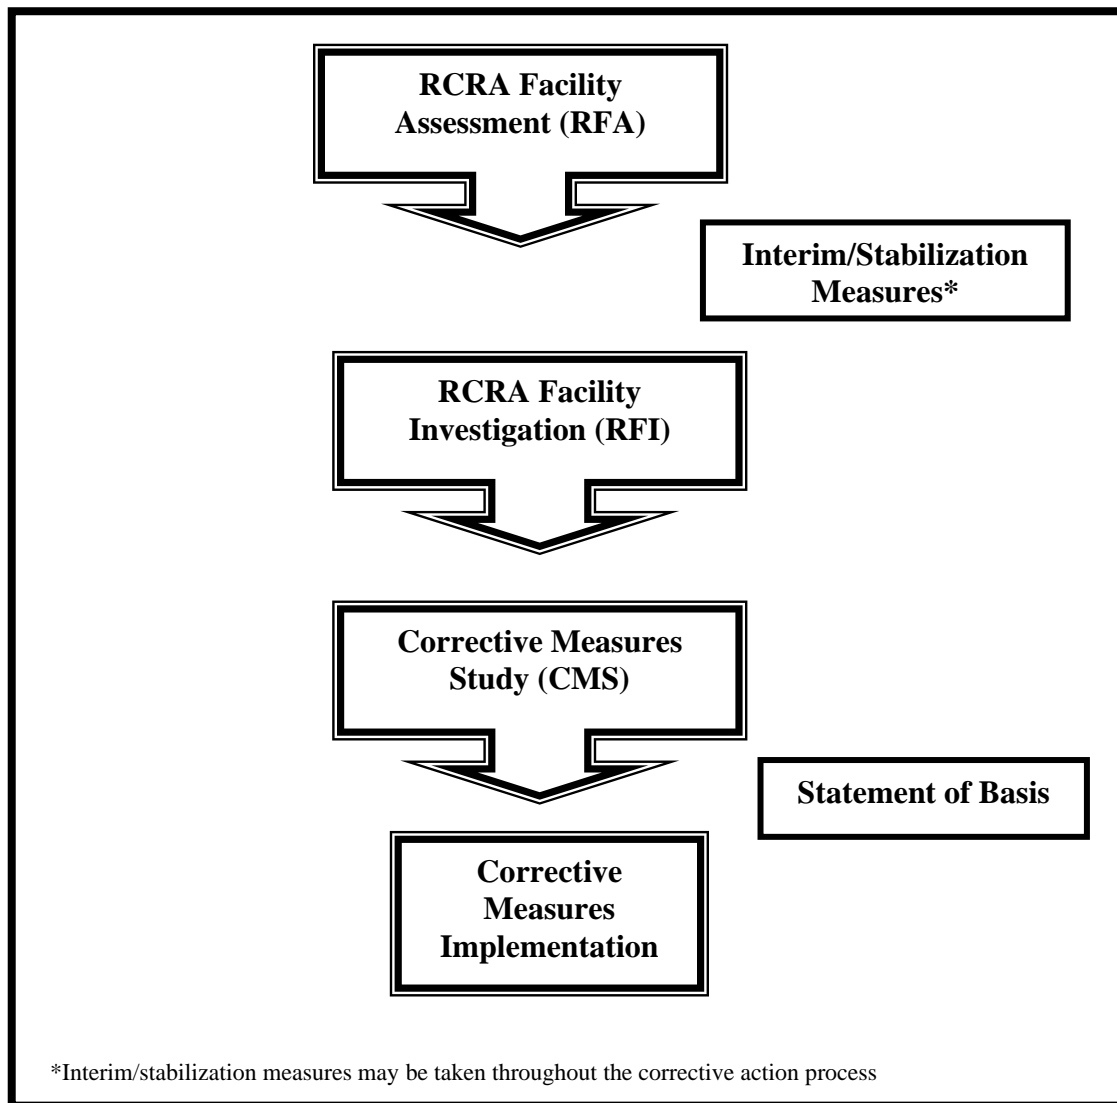 RCRA Facility
Assessment (RFA)
Interim/Stabilization
Measures*
RCRA Facility
Investigation (RFI)
Corrective Measures
Study (CMS)
Statement of Basis
Corrective
Measures
Implementation
*Interim/stabilization measures may be taken throughout the corrective action process